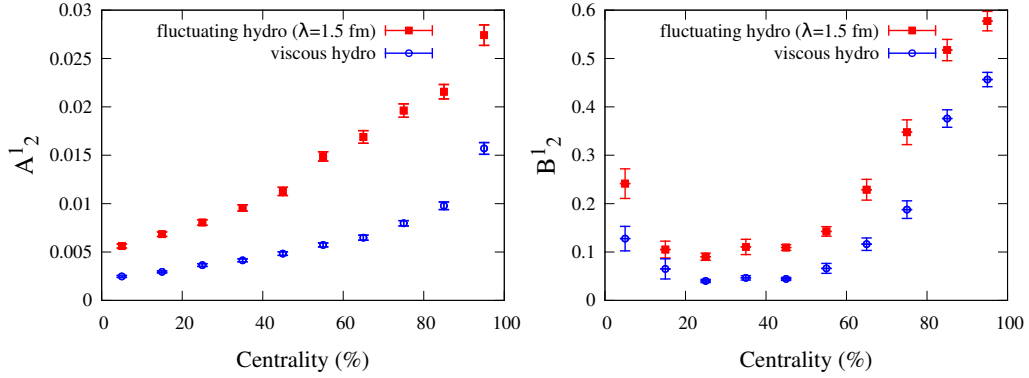 fluctuating hydro (λ=1.5 fm)
viscous hydro
A¹₂
0.03
0.025
0.02
0.015
0.01
0.005
0
0 20 40 60 80 100
Centrality (%)
fluctuating hydro (λ=1.5 fm)
viscous hydro
B¹₂
0.6
0.5
0.4
0.3
0.2
0.1
0
0 20 40 60 80 100
Centrality (%)